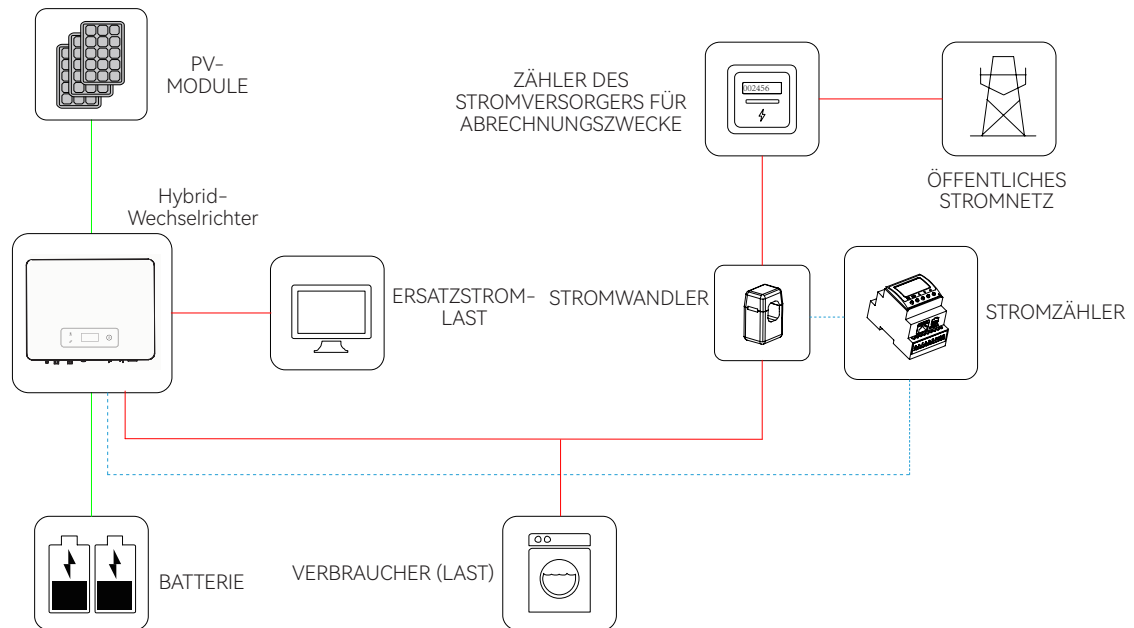 PV-
MODULE
ZÄHLER DES
STROMVERSORGERS FÜR
ABRECHNUNGSZWECKE
002456
ÖFFENTLICHES
STROMNETZ
Hybrid-
Wechselrichter
ERSATZSTROM-
LAST
STROMWANDLER
STROMZÄHLER
BATTERIE
VERBRAUCHER (LAST)